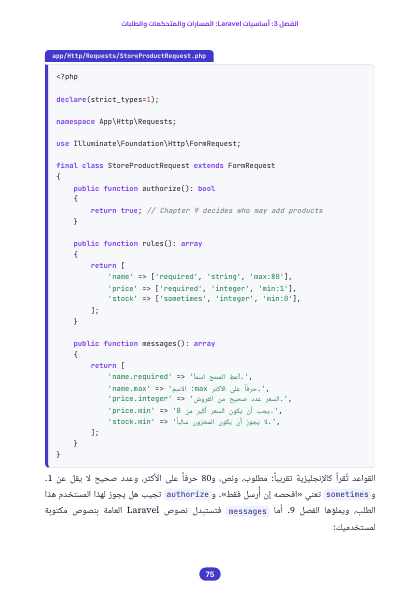 الفصل 3: أساسيات Laravel: المسارات والمتحكمات والطلبات
app/Http/Requests/StoreProductRequest.php
<?php
declare(strict_types=1);
namespace App\Http\Requests;
use Illuminate\Foundation\Http\FormRequest;
final class StoreProductRequest extends FormRequest
{
    public function authorize(): bool
    {
        return true; // Chapter 9 decides who may add products
    }
    public function rules(): array
    {
        return [
            'name' => ['required', 'string', 'max:80'],
            'price' => ['required', 'integer', 'min:1'],
            'stock' => ['sometimes', 'integer', 'min:0'],
        ];
    }
    public function messages(): array
    {
        return [
            'name.required' => 'أعطِ المنتج اسماً.',
            'name.max' => 'الاسم :max حرفاً على الأكثر.',
            'price.integer' => 'السعر عدد صحيح من القروش.',
            'price.min' => 'يجب أن يكون السعر أكبر من 0.',
            'stock.min' => 'لا يجوز أن يكون المخزون سالباً.',
        ];
    }
}
القواعد تُقرأ كالإنجليزية تقريباً: مطلوب، ونص، و80 حرفاً على الأكثر، وعدد صحيح لا يقل عن 1.
و sometimes تعني «افحصه إن أُرسل فقط». و authorize تجيب هل يجوز لهذا المستخدم هذا
الطلب، ويملؤها الفصل 9. أما messages فتستبدل نصوص Laravel العامة بنصوص مكتوبة
لمستخدميك:
75